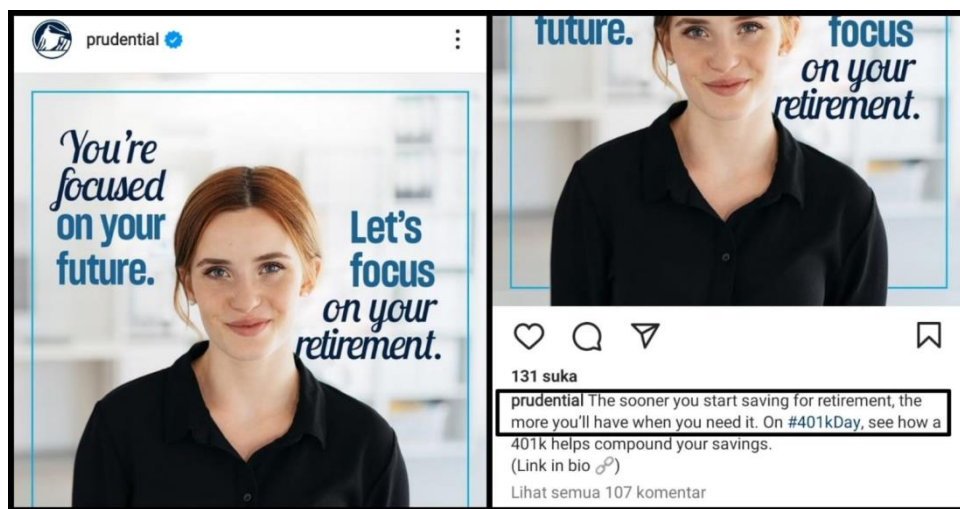 prudential
You're
focused
on your
future.
Let's
focus
on your
retirement.
future.
focus
on your
retirement.
131 suka
prudential The sooner you start saving for retirement, the
more you'll have when you need it. On #401kDay, see how a
401k helps compound your savings.
(Link in bio 🔗)
Lihat semua 107 komentar